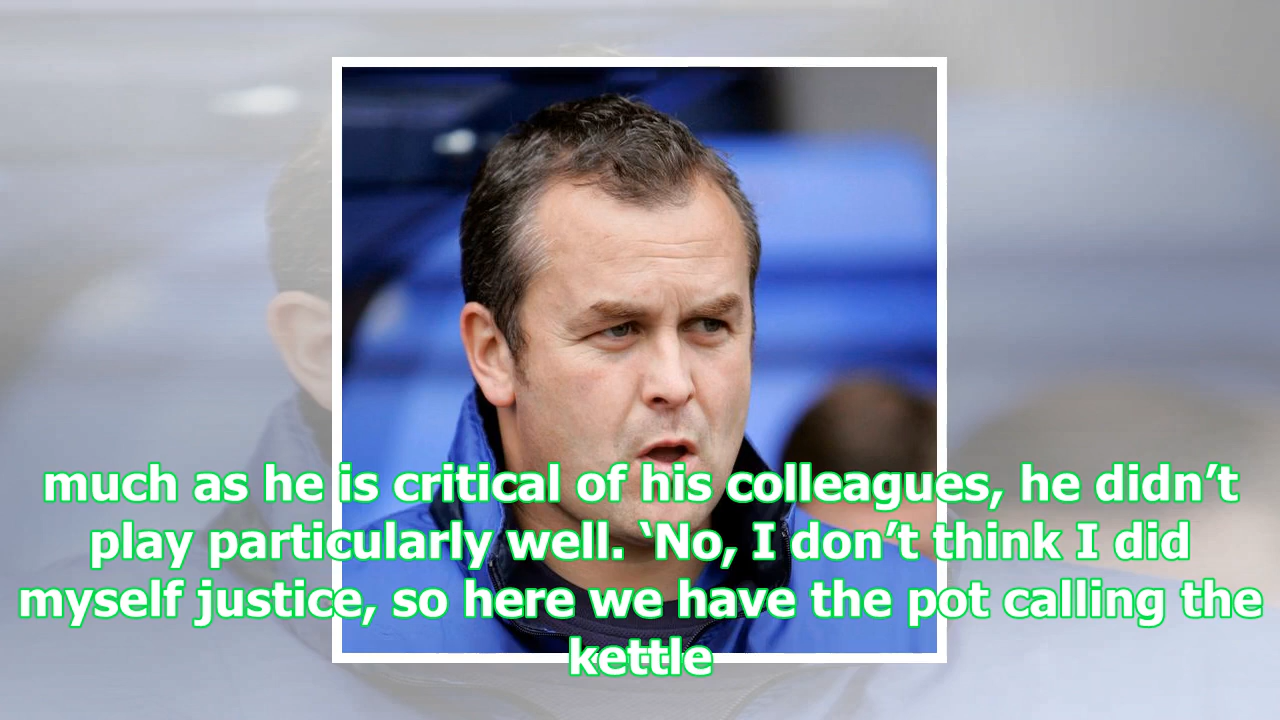 much as he is critical of his colleagues, he didn’t
play particularly well. ‘No, I don’t think I did
myself justice, so here we have the pot calling the
kettle